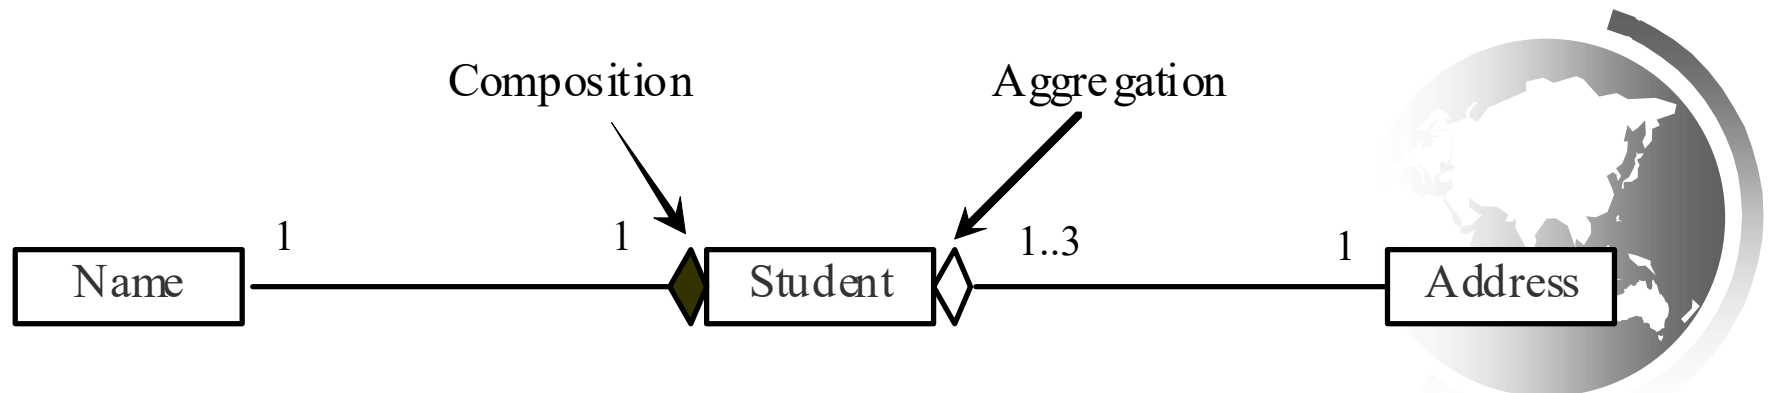 Composition Aggregation
1 1 1..3 1
Name Student Address